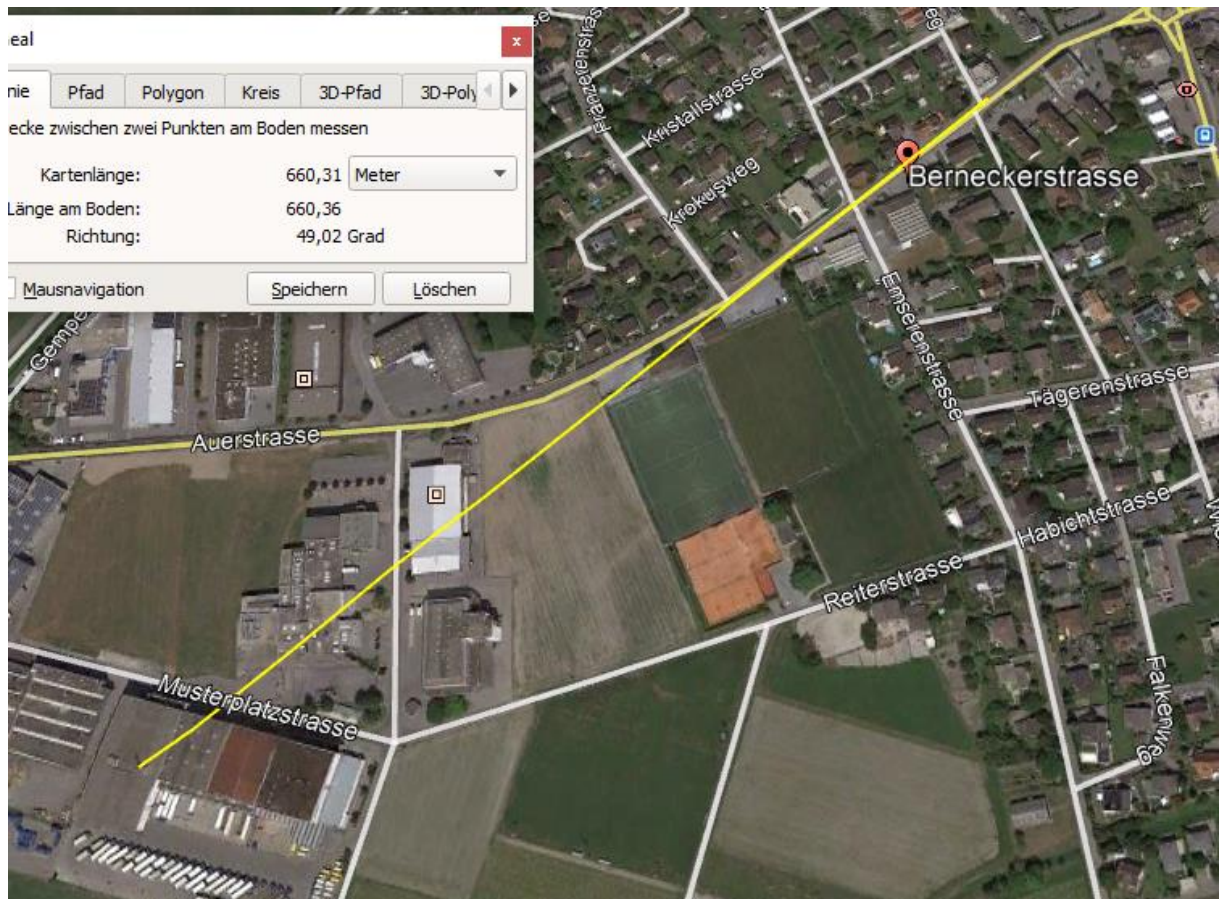 eal
x
nie Pfad Polygon Kreis 3D-Pfad 3D-Poly
ecke zwischen zwei Punkten am Boden messen
Kartenlänge: 660,31 Meter
Länge am Boden: 660,36
Richtung: 49,02 Grad
Mausnavigation Speichern Löschen
Kristallstrasse
Krokusweg
Berneckerstrasse
Emserenstrasse
Tägerenstrasse
Auerstrasse
Habichtstrasse
Reiterstrasse
Musterplatzstrasse
Falkenweg